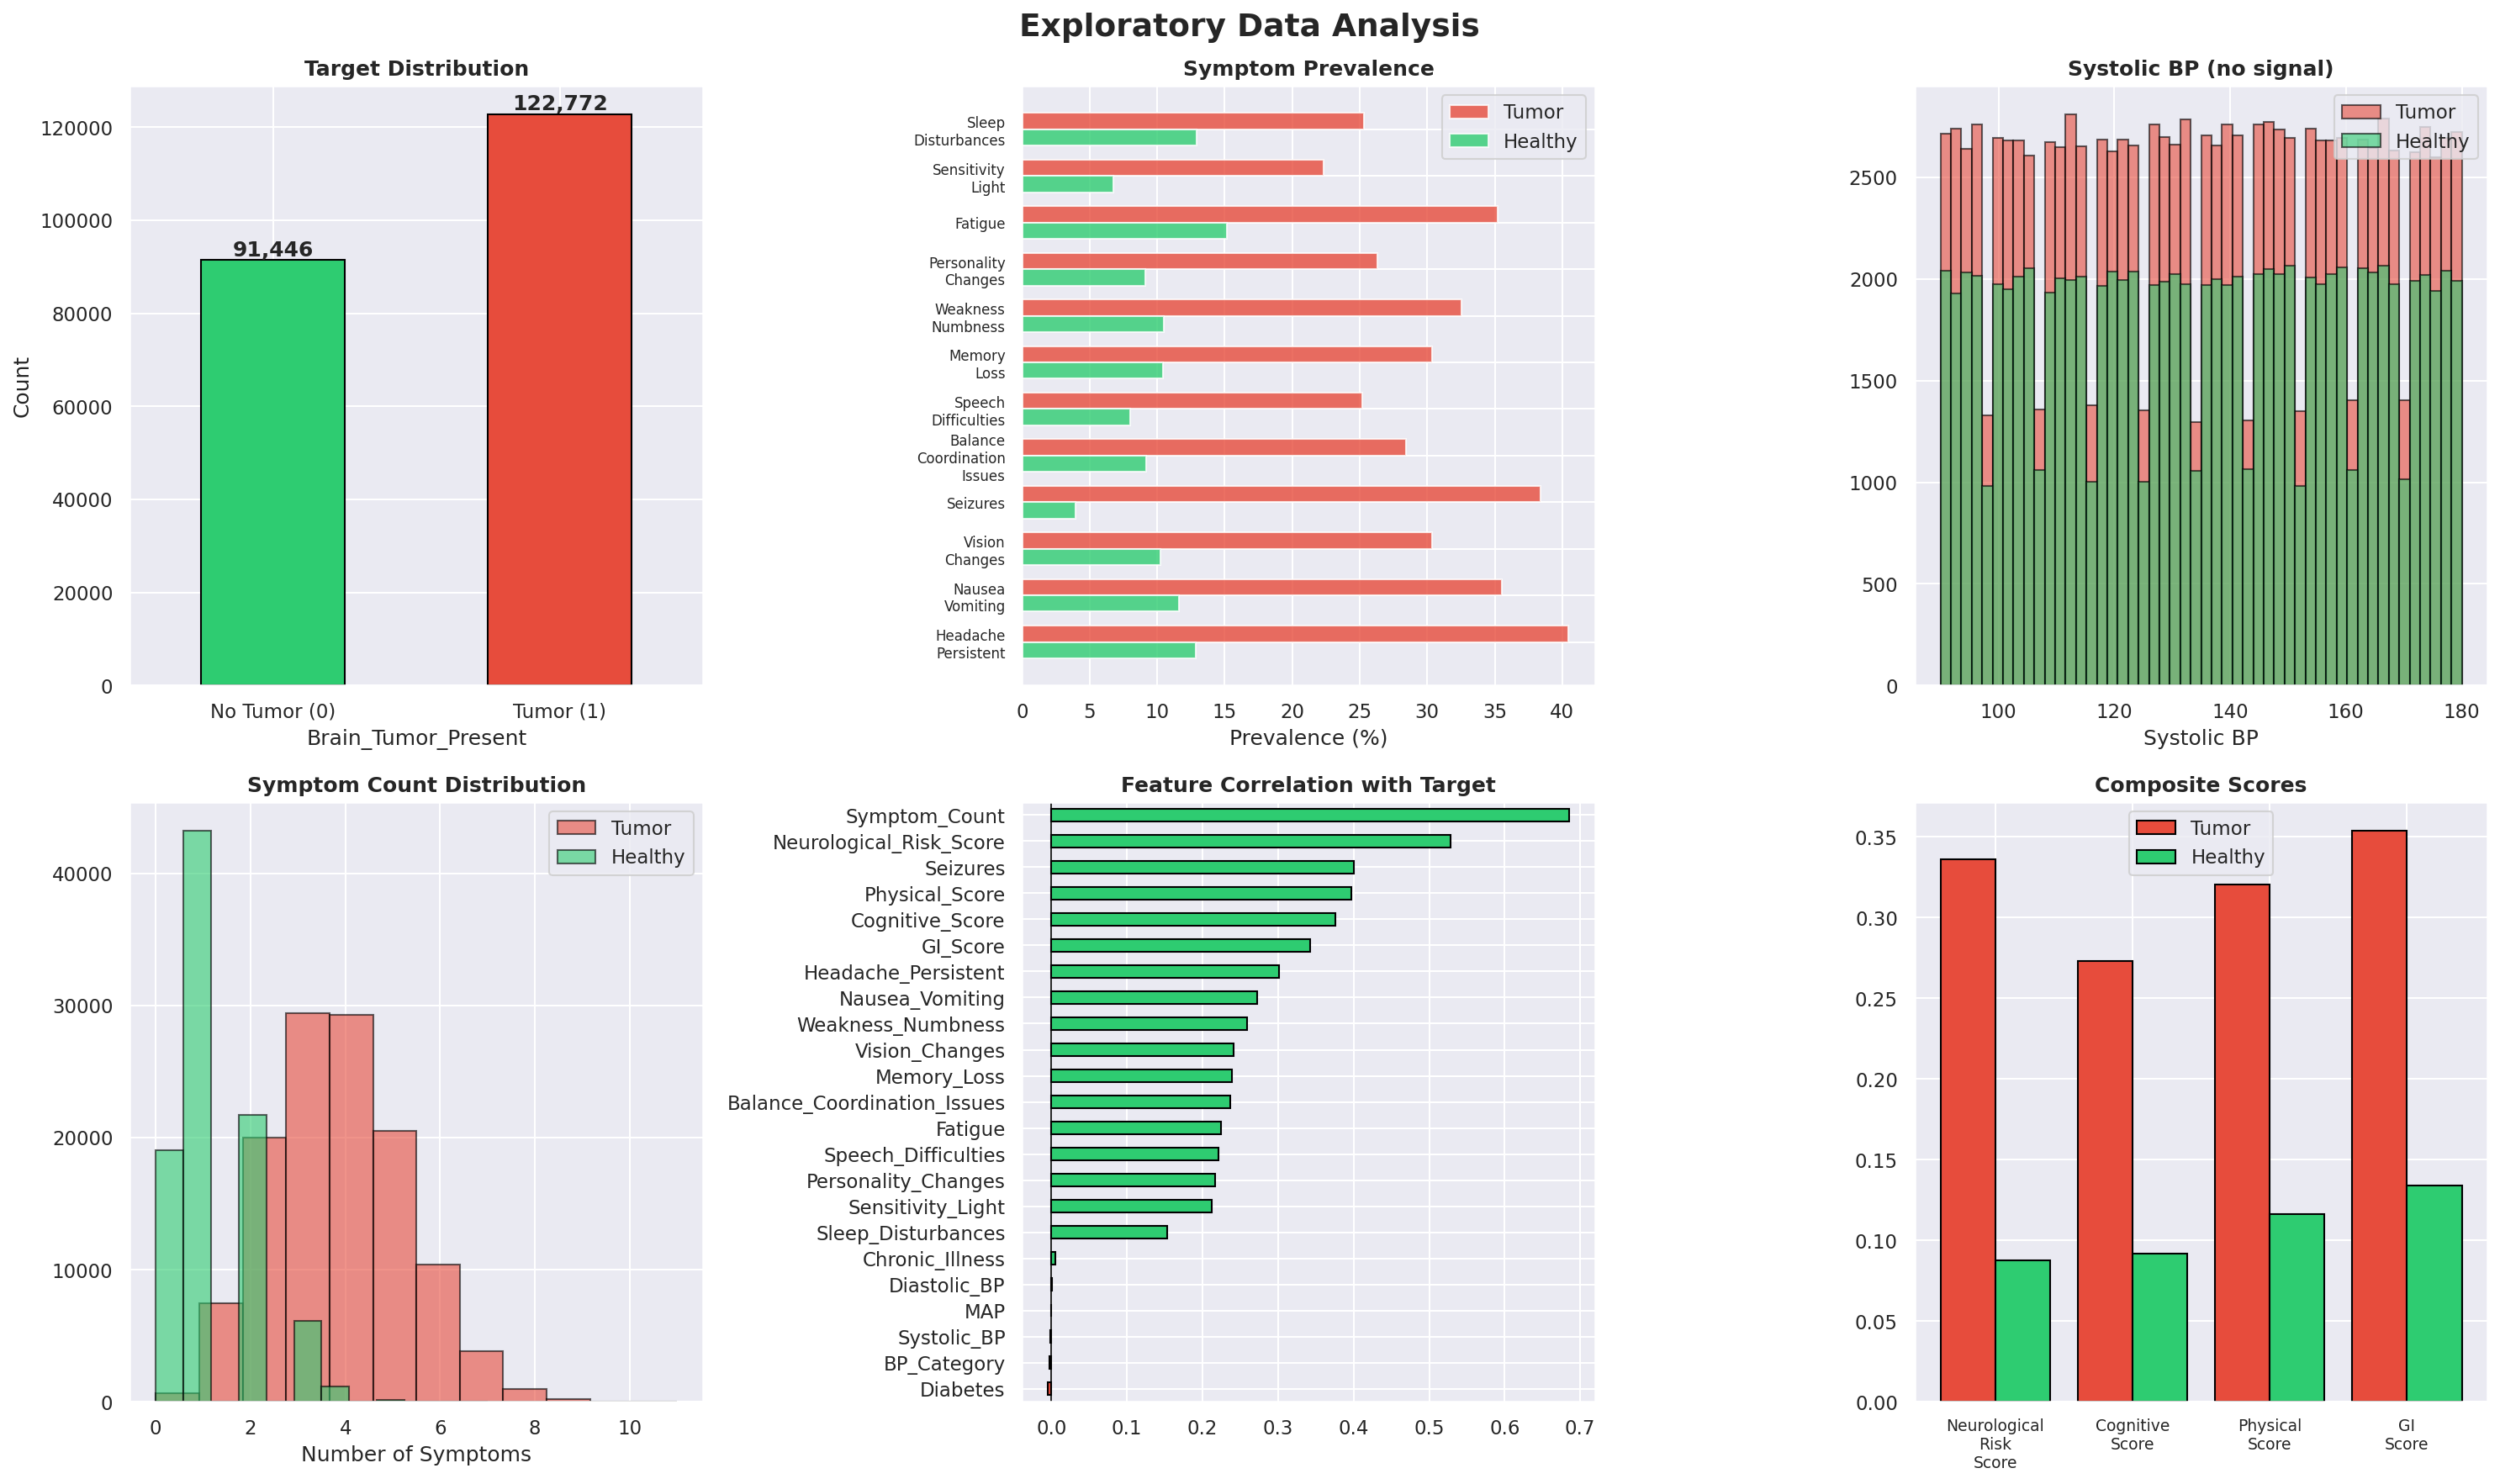 Exploratory Data Analysis
Target Distribution
122,772
91,446
120000
100000
80000
60000
40000
20000
0
Count
No Tumor (0)
Tumor (1)
Brain_Tumor_Present
Symptom Prevalence
Tumor
Healthy
Sleep
Disturbances
Sensitivity
Light
Fatigue
Personality
Changes
Weakness
Numbness
Memory
Loss
Speech
Difficulties
Balance
Coordination
Issues
Seizures
Vision
Changes
Nausea
Vomiting
Headache
Persistent
0 5 10 15 20 25 30 35 40
Prevalence (%)
Systolic BP (no signal)
Tumor
Healthy
2500
2000
1500
1000
500
0
100 120 140 160 180
Systolic BP
Symptom Count Distribution
Tumor
Healthy
40000
30000
20000
10000
0
0 2 4 6 8 10
Number of Symptoms
Feature Correlation with Target
Symptom_Count
Neurological_Risk_Score
Seizures
Physical_Score
Cognitive_Score
GI_Score
Headache_Persistent
Nausea_Vomiting
Weakness_Numbness
Vision_Changes
Memory_Loss
Balance_Coordination_Issues
Fatigue
Speech_Difficulties
Personality_Changes
Sensitivity_Light
Sleep_Disturbances
Chronic_Illness
Diastolic_BP
MAP
Systolic_BP
BP_Category
Diabetes
0.0 0.1 0.2 0.3 0.4 0.5 0.6 0.7
Composite Scores
Tumor
Healthy
0.35
0.30
0.25
0.20
0.15
0.10
0.05
0.00
Neurological
Risk
Score
Cognitive
Score
Physical
Score
GI
Score